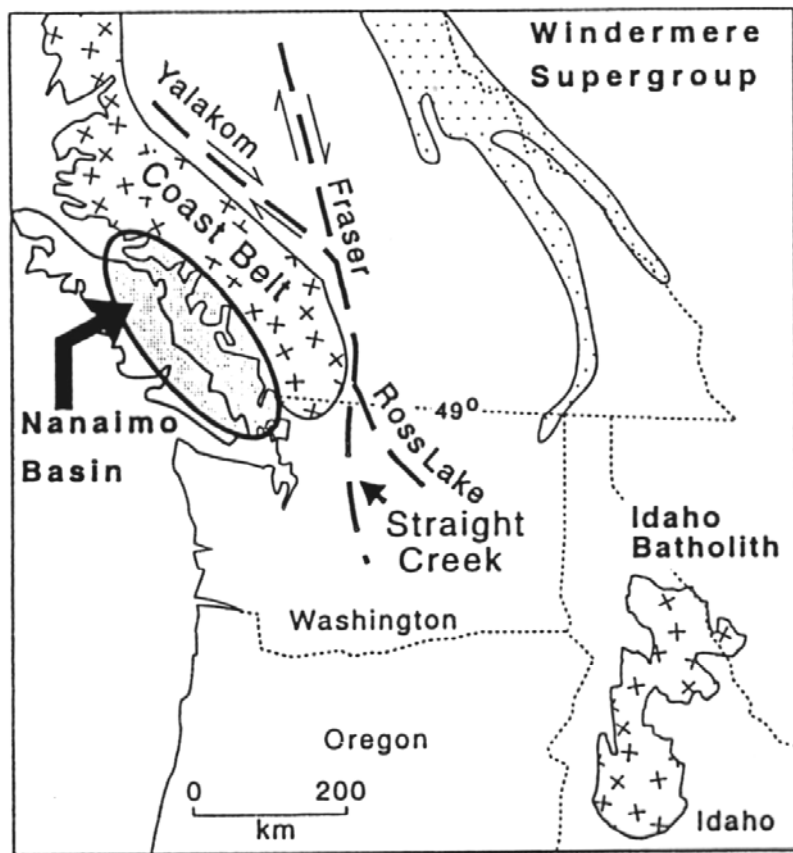 Windermere
Supergroup
Yalakom
Fraser
Coast Belt
49º
Ross Lake
Nanaimo
Basin
Straight
Creek
Idaho
Batholith
Washington
Oregon
0 200
km
Idaho